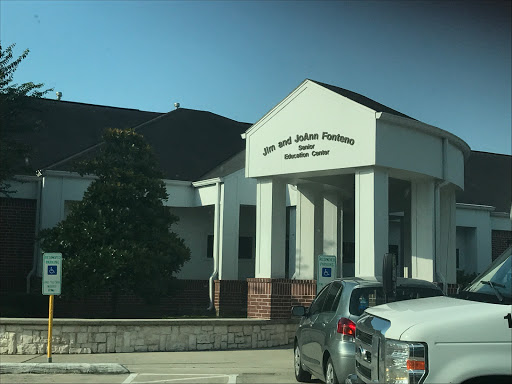 Jim and JoAnn Fonteno
Senior
Education Center